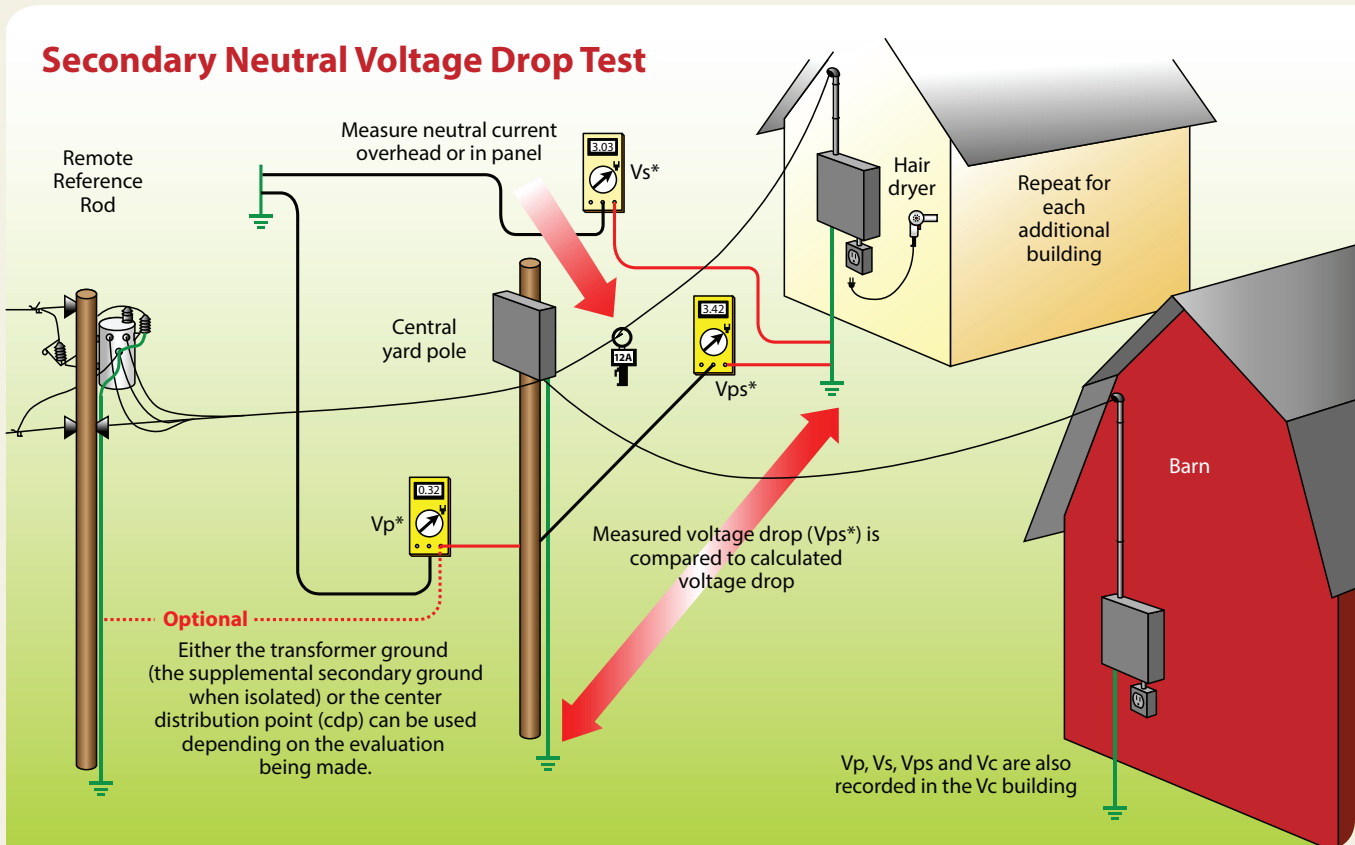 Secondary Neutral Voltage Drop Test
Remote
Reference
Rod
Measure neutral current
overhead or in panel
3.03
Vs*
Hair
dryer
Repeat for
each
additional
building
Central
yard pole
12A
3.42
Vps*
0.32
Vp*
Measured voltage drop (Vps*) is
compared to calculated
voltage drop
Barn
Optional
Either the transformer ground
(the supplemental secondary ground
when isolated) or the center
distribution point (cdp) can be used
depending on the evaluation
being made.
Vp, Vs, Vps and Vc are also
recorded in the Vc building